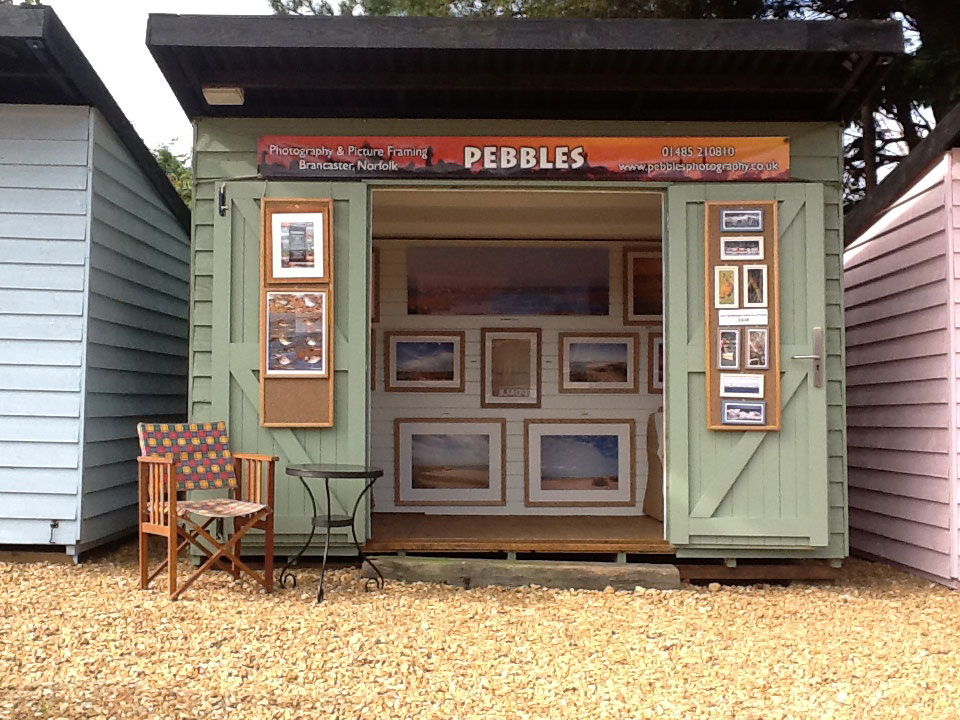 Photography & Picture Framing
Brancaster, Norfolk
PEBBLES
01485 210810
www.pebblesphotography.co.uk